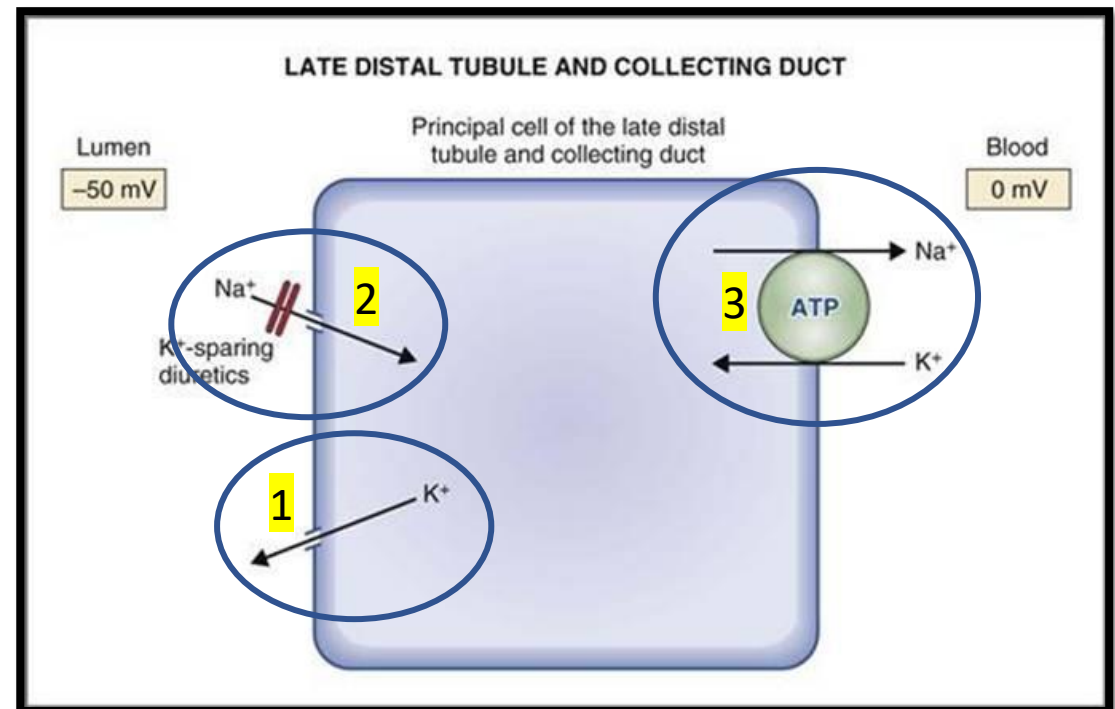 LATE DISTAL TUBULE AND COLLECTING DUCT
Principal cell of the late distal
tubule and collecting duct
Lumen
–50 mV
Blood
0 mV
Na⁺
2
K⁺-sparing
diuretics
1
K⁺
3
ATP
Na⁺
K⁺